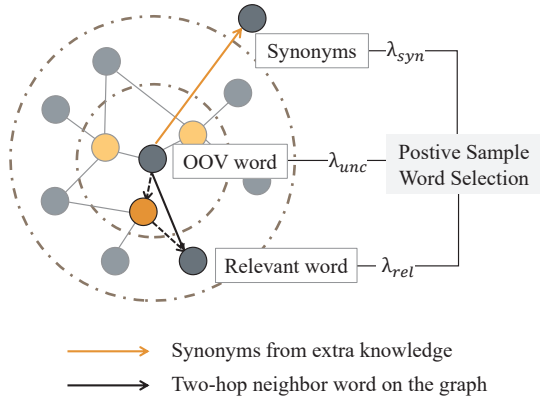 Synonyms
λsyn
OOV word
λunc
Postive Sample
Word Selection
Relevant word
λrel
Synonyms from extra knowledge
Two-hop neighbor word on the graph